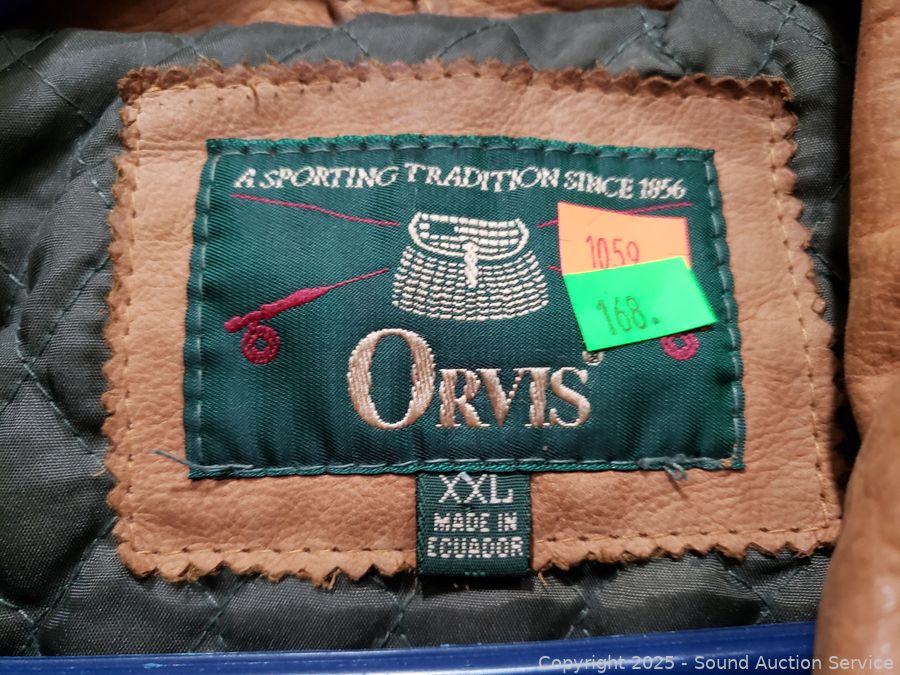 A SPORTING TRADITION SINCE 1856
1059
168.
ORVIS
XXL
MADE IN
ECUADOR
Copyright 2025 - Sound Auction Service